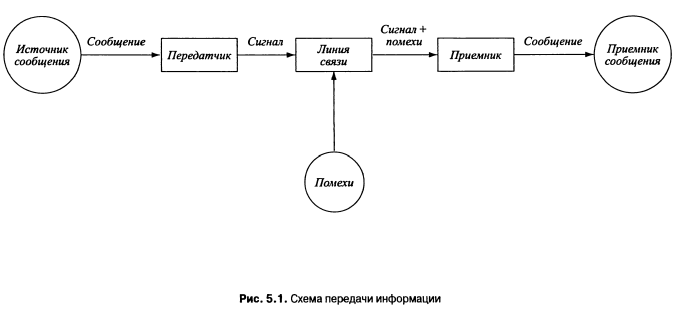 Источник
сообщения
Сообщение
Передатчик
Сигнал
Линия
связи
Сигнал +
помехи
Приемник
Сообщение
Приемник
сообщения
Помехи
Рис. 5.1. Схема передачи информации